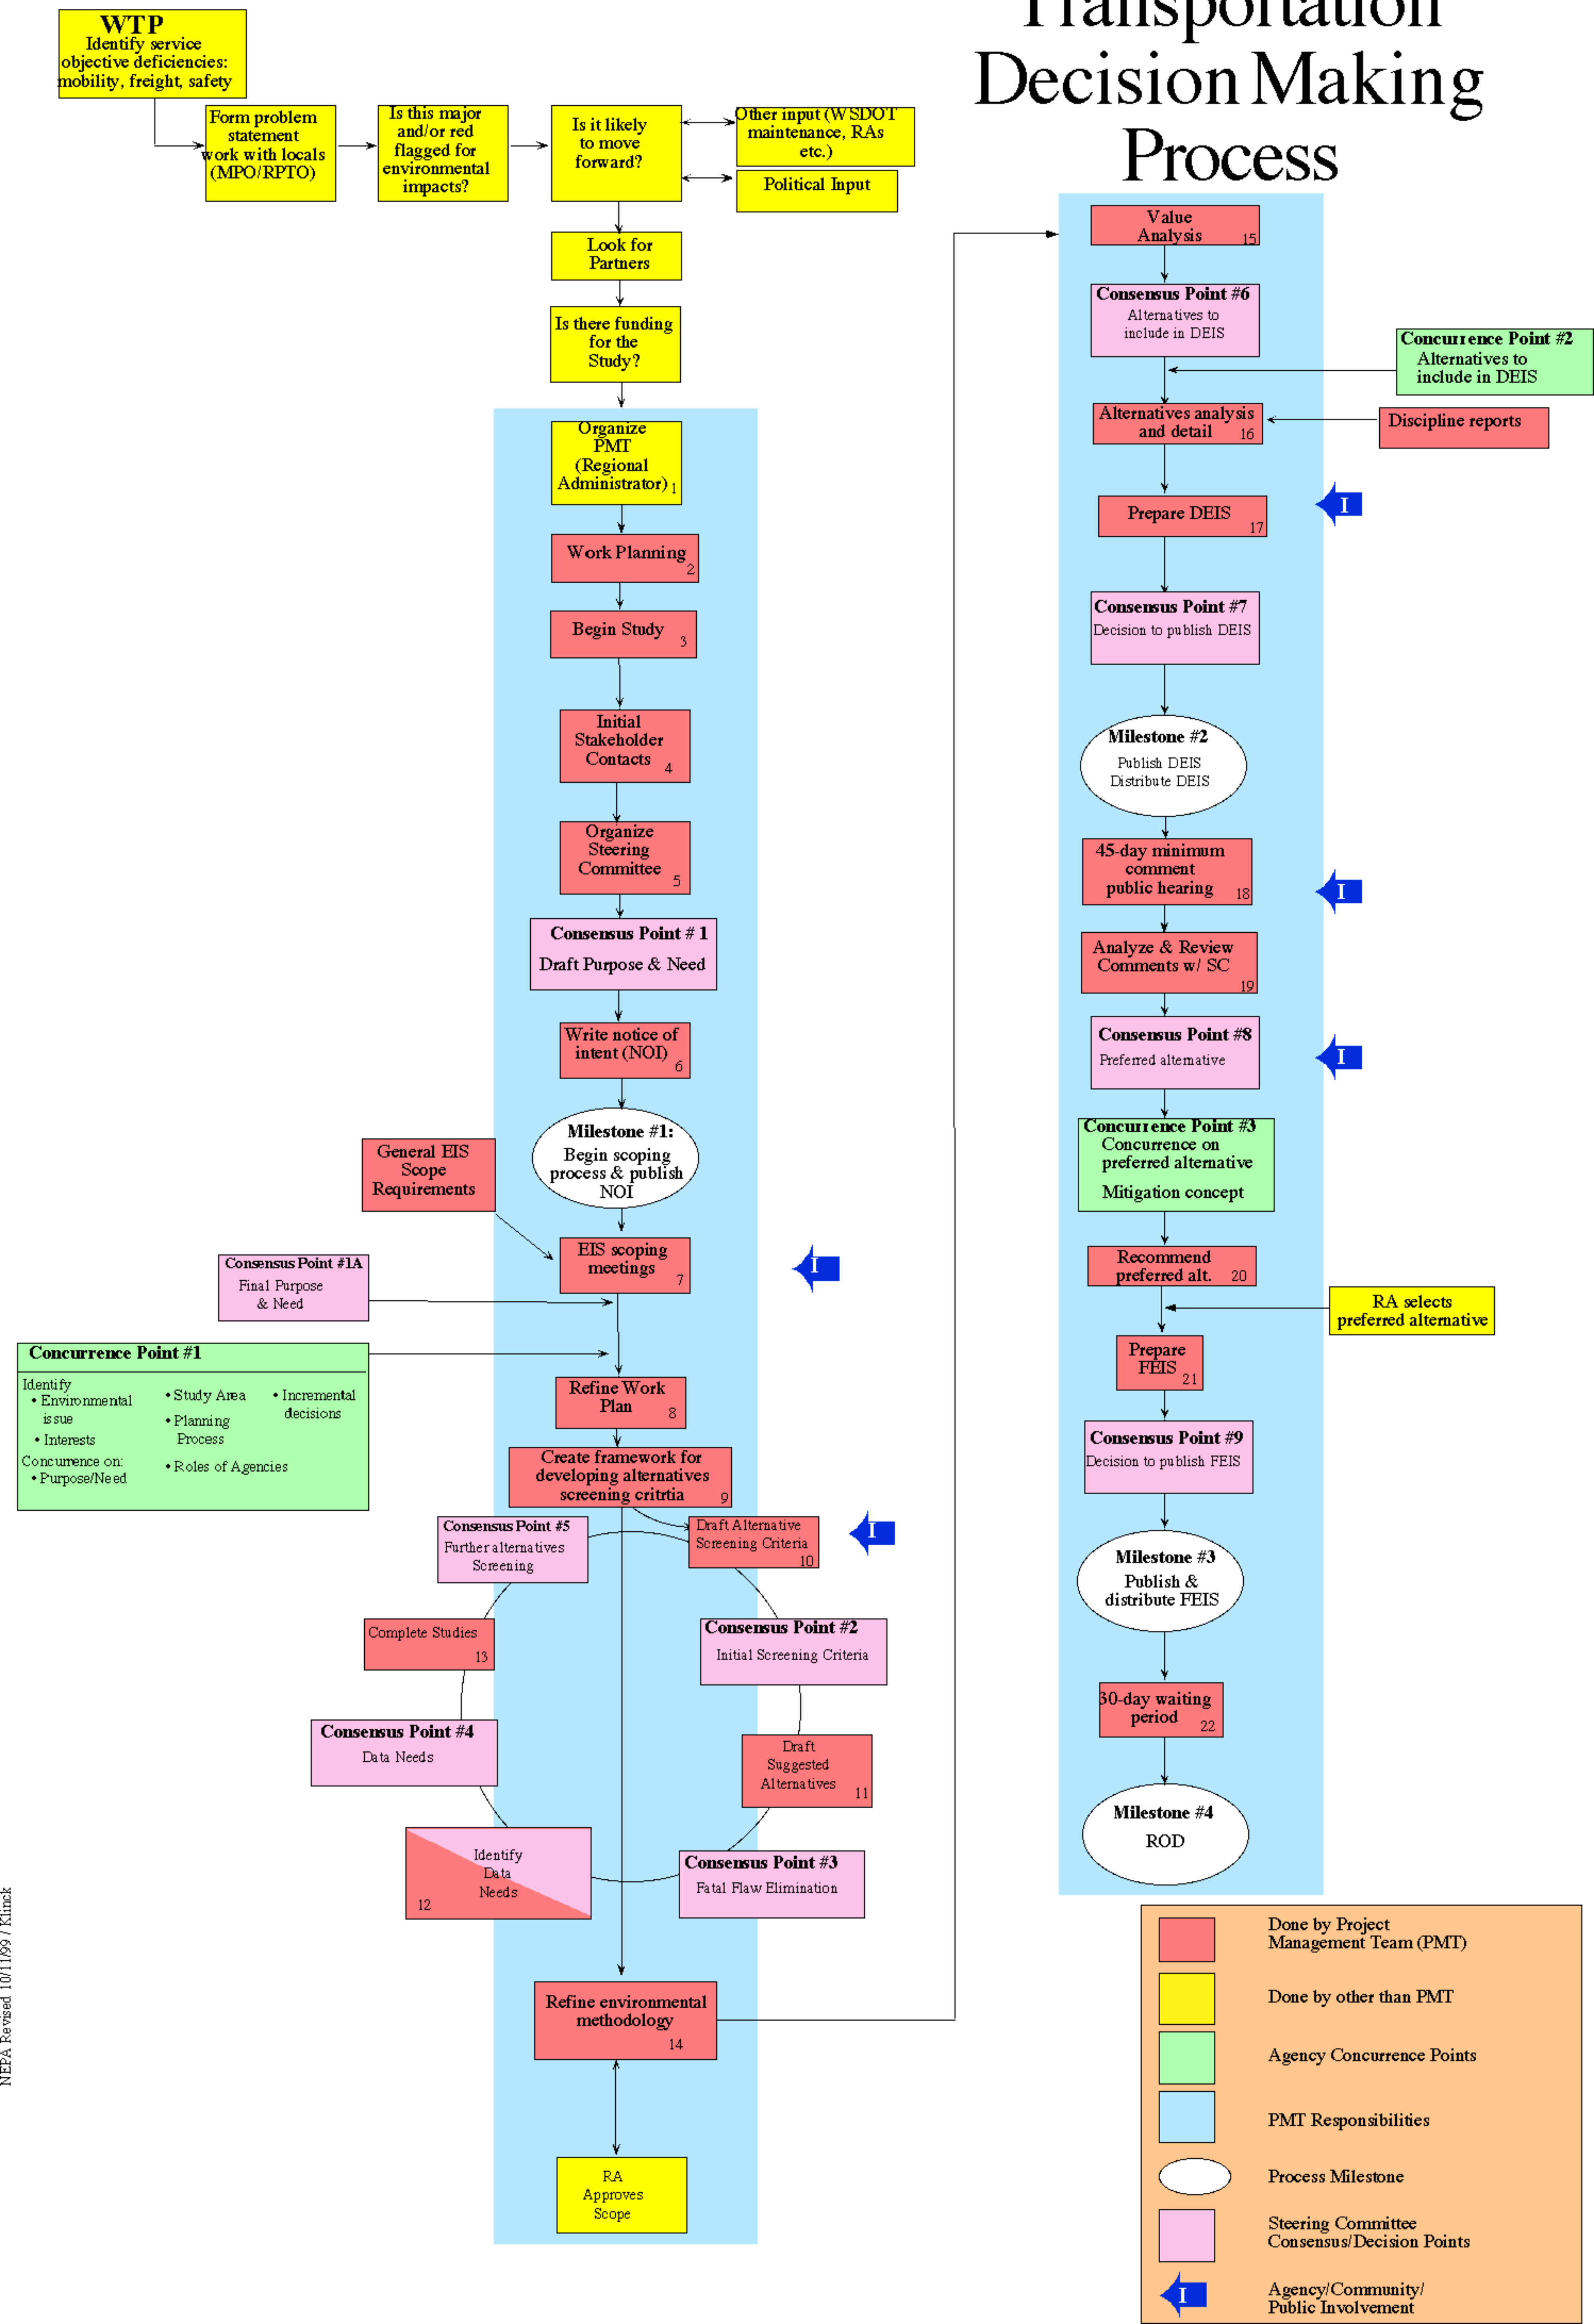 Transportation
Decision Making
Process
WTP
Identify service
objective deficiencies:
mobility, freight, safety
Form problem
statement
work with locals
(MPO/RPTO)
Is this major
and/or red
flagged for
environmental
impacts?
Is it likely
to move
forward?
Other input (WSDOT
maintenance, RAs
etc.)
Political Input
Look for
Partners
Is there funding
for the
Study?
Organize
PMT
(Regional
Administrator) 1
Work Planning
2
Begin Study
3
Initial
Stakeholder
Contacts
4
Organize
Steering
Committee
5
Consensus Point # 1
Draft Purpose & Need
Write notice of
intent (NOI)
6
Milestone #1:
Begin scoping
process & publish
NOI
General EIS
Scope
Requirements
EIS scoping
meetings
7
I
Consensus Point #1A
Final Purpose
& Need
Concurrence Point #1
Identify
• Environmental
issue
• Interests
Concurrence on:
• Purpose/Need
• Study Area
• Planning
Process
• Roles of Agencies
• Incremental
decisions
Refine Work
Plan
8
Create framework for
developing alternatives
screening critrtia
9
Draft Alternative
Screening Criteria
10
I
Consensus Point #2
Initial Screening Criteria
Draft
Suggested
Alternatives
11
Consensus Point #3
Fatal Flaw Elimination
Identify
Data
Needs
12
Consensus Point #4
Data Needs
Complete Studies
13
Consensus Point #5
Further alternatives
Screening
Refine environmental
methodology
14
RA
Approves
Scope
Value
Analysis
15
Consensus Point #6
Alternatives to
include in DEIS
Concurrence Point #2
Alternatives to
include in DEIS
Alternatives analysis
and detail
16
Discipline reports
Prepare DEIS
17
I
Consensus Point #7
Decision to publish DEIS
Milestone #2
Publish DEIS
Distribute DEIS
45-day minimum
comment
public hearing
18
I
Analyze & Review
Comments w/ SC
19
Consensus Point #8
Preferred alternative
I
Concurrence Point #3
Concurrence on
preferred alternative
Mitigation concept
Recommend
preferred alt.
20
RA selects
preferred alternative
Prepare
FEIS
21
Consensus Point #9
Decision to publish FEIS
Milestone #3
Publish &
distribute FEIS
30-day waiting
period
22
Milestone #4
ROD
Done by Project
Management Team (PMT)
Done by other than PMT
Agency Concurrence Points
PMT Responsibilities
Process Milestone
Steering Committee
Consensus/Decision Points
I
Agency/Community/
Public Involvement
NEPA Revised 10/11/99 / Klinck